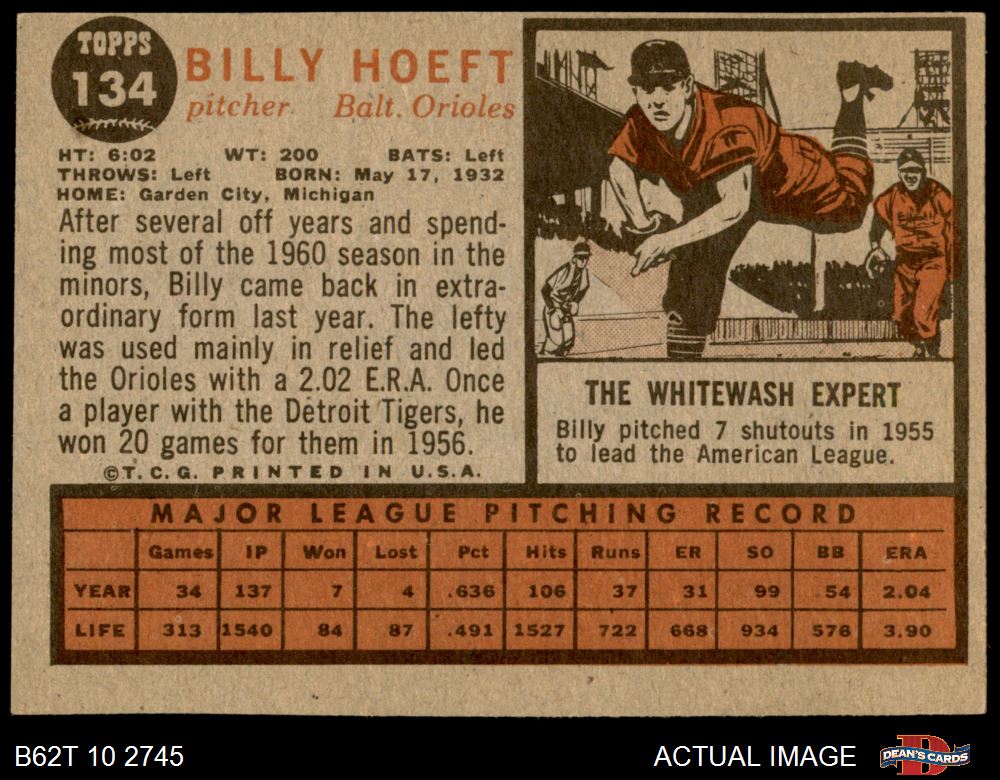 TOPPS
134
BILLY HOEFT
pitcher Balt. Orioles
HT: 6:02 WT: 200 BATS: Left
THROWS: Left BORN: May 17, 1932
HOME: Garden City, Michigan
After several off years and spend-
ing most of the 1960 season in the
minors, Billy came back in extra-
ordinary form last year. The lefty
was used mainly in relief and led
the Orioles with a 2.02 E.R.A. Once
a player with the Detroit Tigers, he
won 20 games for them in 1956.
©T.C.G. PRINTED IN U.S.A.
THE WHITEWASH EXPERT
Billy pitched 7 shutouts in 1955
to lead the American League.
MAJOR LEAGUE PITCHING RECORD
Games IP Won Lost Pct Hits Runs ER SO BB ERA
YEAR 34 137 7 4 .636 106 37 31 99 54 2.04
LIFE 313 1540 84 87 .491 1527 722 668 934 576 3.90
B62T 10 2745 ACTUAL IMAGE DEAN'S CARDS